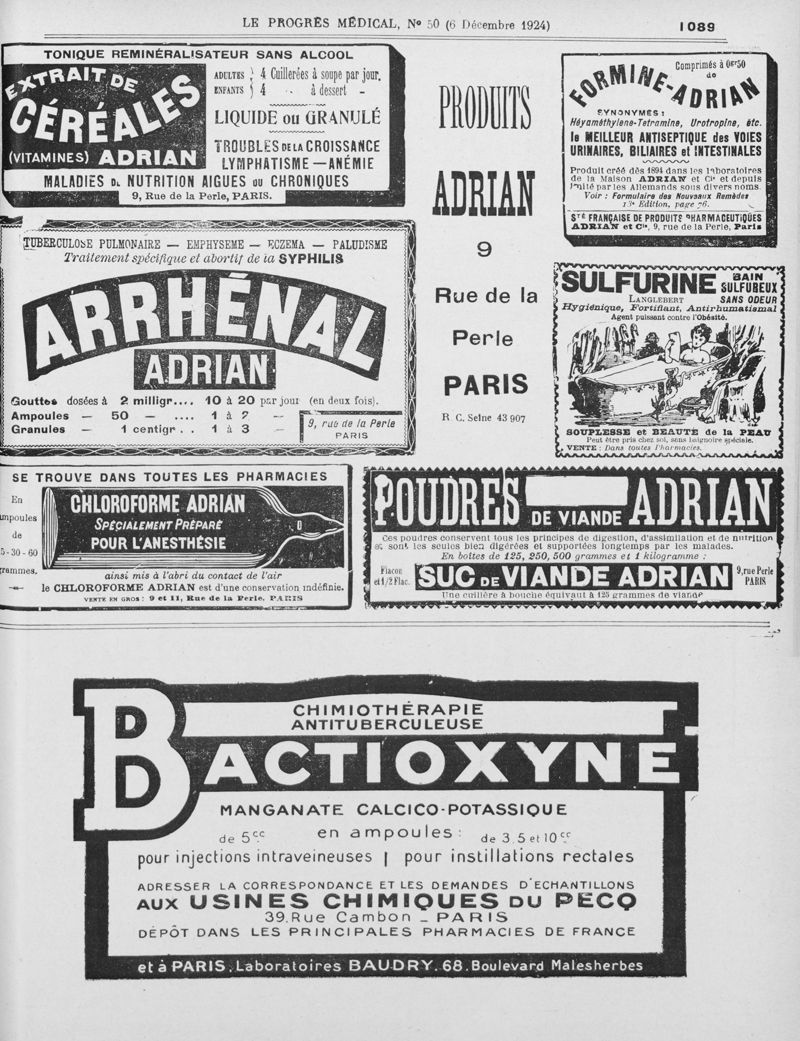 LE PROGRÈS MÉDICAL, No 50 (6 Décembre 1924)
1089
TONIQUE REMINÉRALISATEUR SANS ALCOOL
EXTRAIT DE
CÉRÉALES
(VITAMINES) ADRIAN
ADULTES } 4 Cuillerées à soupe par jour.
ENFANTS } 4 .. à dessert –
LIQUIDE ou GRANULÉ
TROUBLES DE LA CROISSANCE
LYMPHATISME — ANÉMIE
MALADIES DE NUTRITION AIGUES OU CHRONIQUES
9, Rue de la Perle, PARIS.
TUBERCULOSE PULMONAIRE — EMPHYSEME — ECZEMA — PALUDISME
Traitement spécifique et abortif de la SYPHILIS
ARRHÉNAL
ADRIAN
Gouttes dosées à 2 milligr.... 10 à 20 par jour (en deux fois).
Ampoules — 50 — .... 1 à 2 —
Granules — 1 centigr . . 1 à 3 —
9, rue de la Perle
PARIS
PRODUITS
ADRIAN
9
Rue de la
Perle
PARIS
R C. Seine 43 907
Comprimés à 0gr50
de
FORMINE-ADRIAN
SYNONYMES :
Héxaméthylene-Tetramine, Urotropine, étc.
le MEILLEUR ANTISEPTIQUE des VOIES
URINAIRES, BILIAIRES et INTESTINALES
Produit créé dès 1894 dans les laboratoires
de la Maison ADRIAN et Cie et depuis
imité par les Allemands sous divers noms.
Voir : Formulaire des Nouveaux Remèdes
13e Edition, page 76.
STÉ FRANÇAISE DE PRODUITS PHARMACEUTIQUES
ADRIAN et Cie, 9, rue de la Perle, Paris
SULFURINE BAIN
SULFUREUX
LANGLEBERT SANS ODEUR
Hygiénique, Fortifiant, Antirhumatismal
Agent puissant contre l'Obésité.
SOUPLESSE et BEAUTÉ de la PEAU
Peut être pris chez soi, sans baignoire spéciale.
VENTE : Dans toutes Pharmacies.
SE TROUVE DANS TOUTES LES PHARMACIES
En
mpoules
de
5-30-60
rammes.
CHLOROFORME ADRIAN
SPÉCIALEMENT PRÉPARÉ
POUR L'ANESTHÉSIE
ainsi mis à l'abri du contact de l'air
le CHLOROFORME ADRIAN est d'une conservation indéfinie.
VENTE EN GROS : 9 et 11, Rue de la Perle. PARIS
POUDRES DE VIANDE ADRIAN
Ces poudres conservent tous les principes de digestion, d'assimilation et de nutrition
et sont les seules bien digérées et supportées longtemps par les malades.
En boîtes de 125, 250, 500 grammes et 1 kilogramme :
Flacon
et 1/2 Flac.
SUC DE VIANDE ADRIAN
9, rue Perle
PARIS
Une cuillère à bouche équivaut à 125 grammes de viande
CHIMIOTHÉRAPIE
ANTITUBERCULEUSE
BACTIOXYNE
MANGANATE CALCICO-POTASSIQUE
en ampoules :
de 5cc
de 3, 5 et 10cc
pour injections intraveineuses | pour instillations rectales
ADRESSER LA CORRESPONDANCE ET LES DEMANDES D'ECHANTILLONS
AUX USINES CHIMIQUES DU PECQ
39. Rue Cambon _ PARIS
DÉPÔT DANS LES PRINCIPALES PHARMACIES DE FRANCE
et à PARIS. Laboratoires BAUDRY. 68. Boulevard Malesherbes